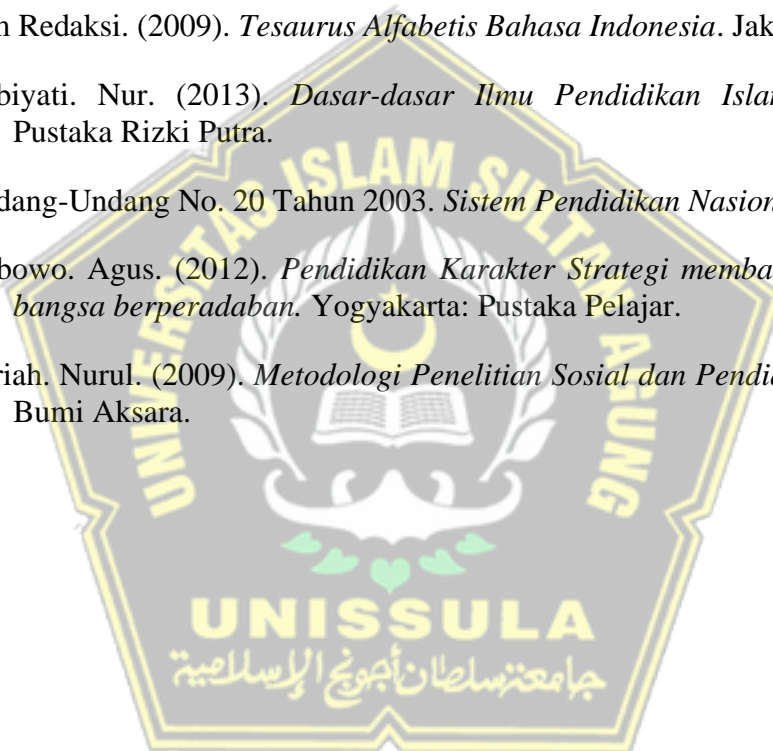 n Redaksi. (2009). Tesaurus Alfabetis Bahasa Indonesia. Jak
biyati. Nur. (2013). Dasar-dasar Ilmu Pendidikan Islan
Pustaka Rizki Putra.
dang-Undang No. 20 Tahun 2003. Sistem Pendidikan Nasion
bowo. Agus. (2012). Pendidikan Karakter Strategi memba
bangsa berperadaban. Yogyakarta: Pustaka Pelajar.
riah. Nurul. (2009). Metodologi Penelitian Sosial dan Pendid
Bumi Aksara.
UNIVERSITAS ISLAM SULTAN AGUNG
UNISSULA
جامعة سلطان أجونج الإسلامية